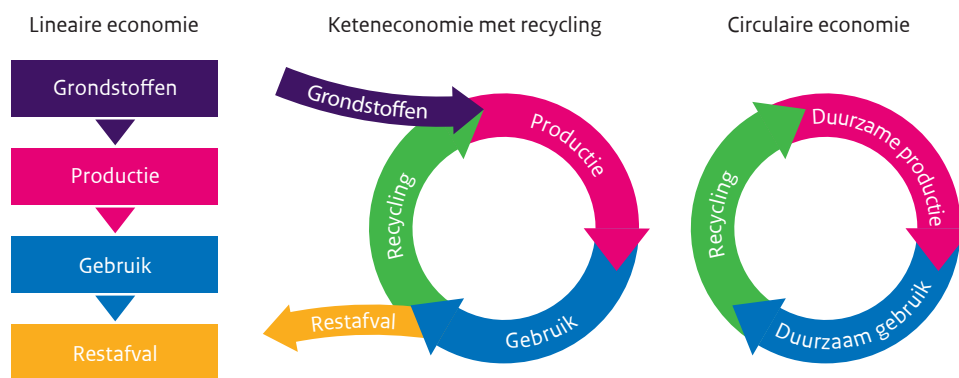 Lineaire economie
Grondstoffen
Productie
Gebruik
Restafval
Keteneconomie met recycling
Grondstoffen
Productie
Gebruik
Recycling
Restafval
Circulaire economie
Duurzame productie
Duurzaam gebruik
Recycling